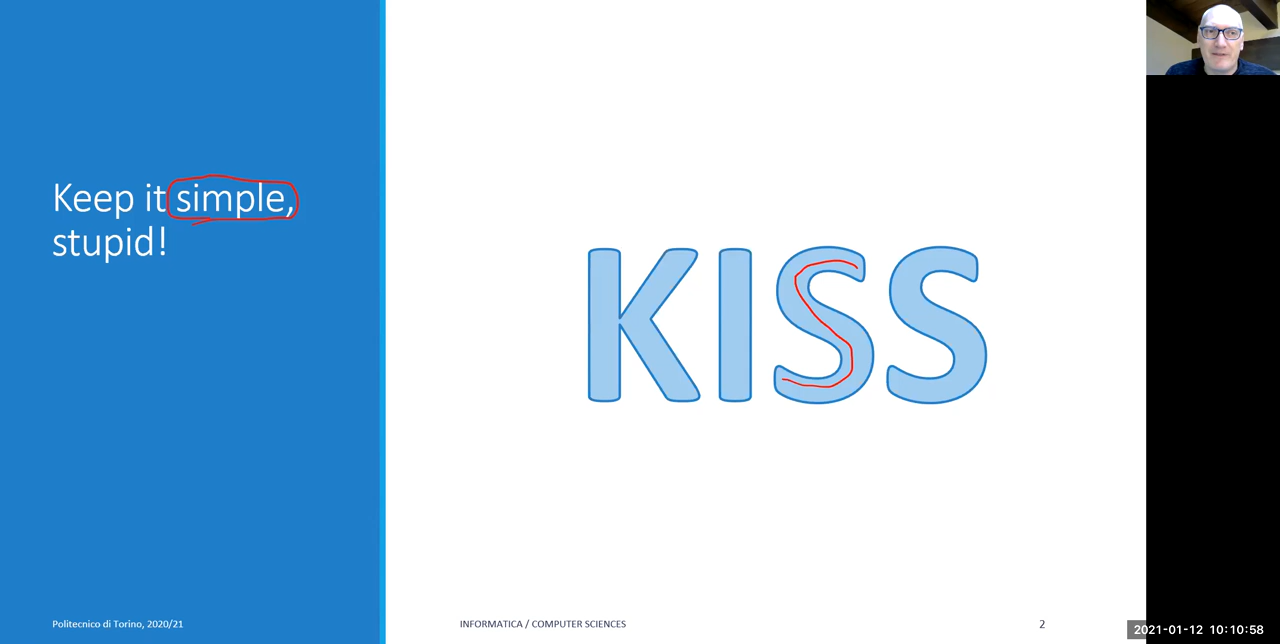 Keep it simple,
stupid!
KISS
Politecnico di Torino, 2020/21
INFORMATICA / COMPUTER SCIENCES
2
2021-01-12 10:10:58